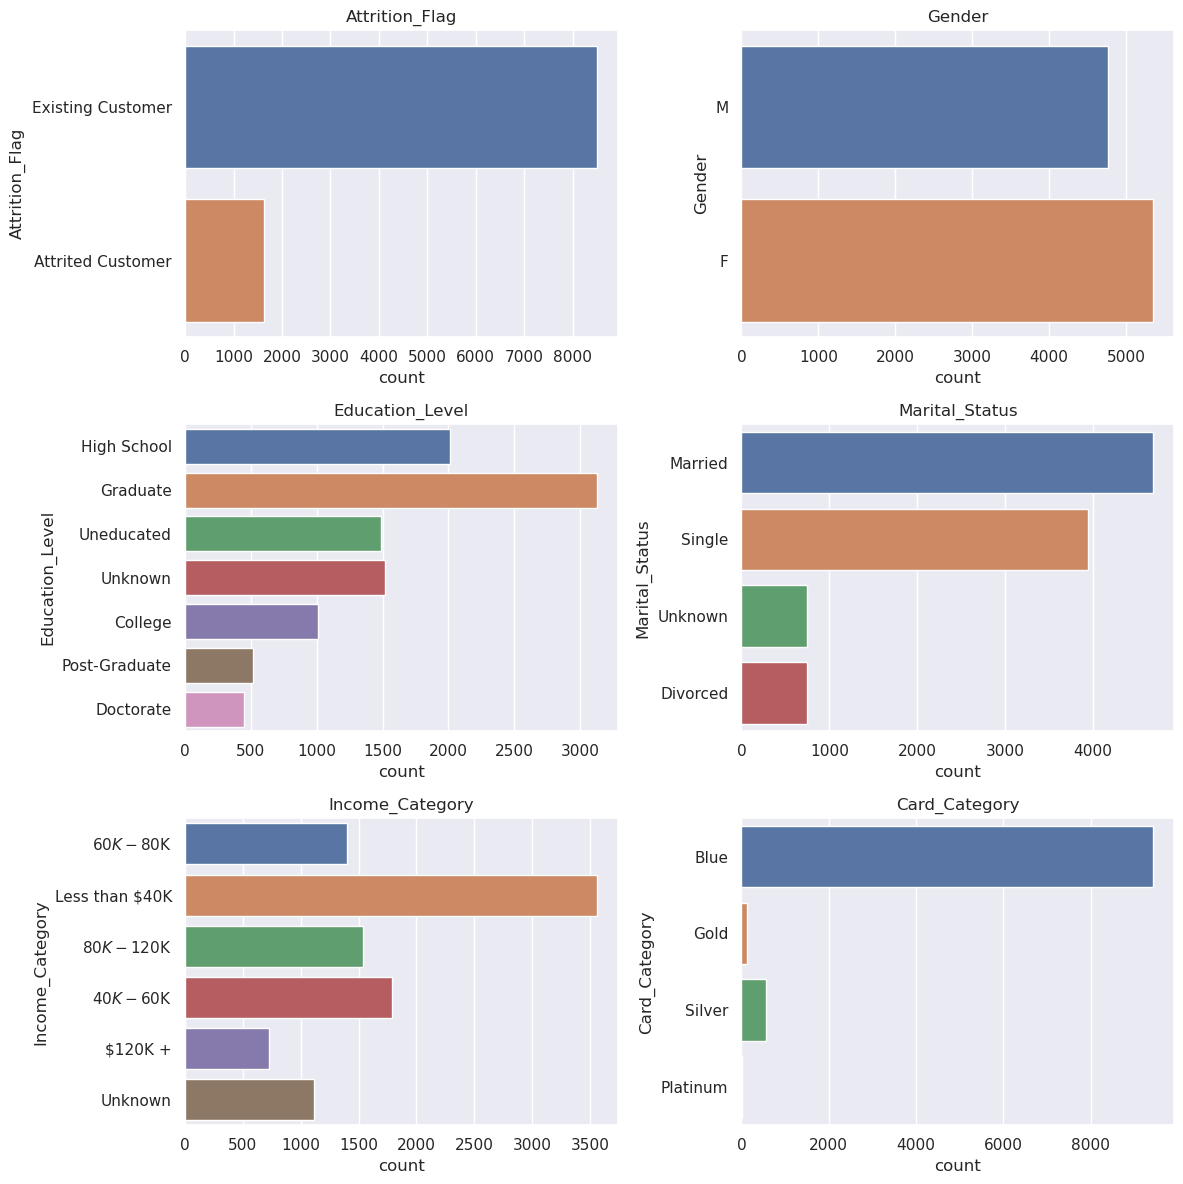 Attrition_Flag
Attrition_Flag
Existing Customer
Attrited Customer
0 1000 2000 3000 4000 5000 6000 7000 8000
count
Gender
Gender
M
F
0 1000 2000 3000 4000 5000
count
Education_Level
Education_Level
High School
Graduate
Uneducated
Unknown
College
Post-Graduate
Doctorate
0 500 1000 1500 2000 2500 3000
count
Marital_Status
Marital_Status
Married
Single
Unknown
Divorced
0 1000 2000 3000 4000
count
Income_Category
Income_Category
60K − 80K
Less than $40K
80K − 120K
40K − 60K
$120K +
Unknown
0 500 1000 1500 2000 2500 3000 3500
count
Card_Category
Card_Category
Blue
Gold
Silver
Platinum
0 2000 4000 6000 8000
count